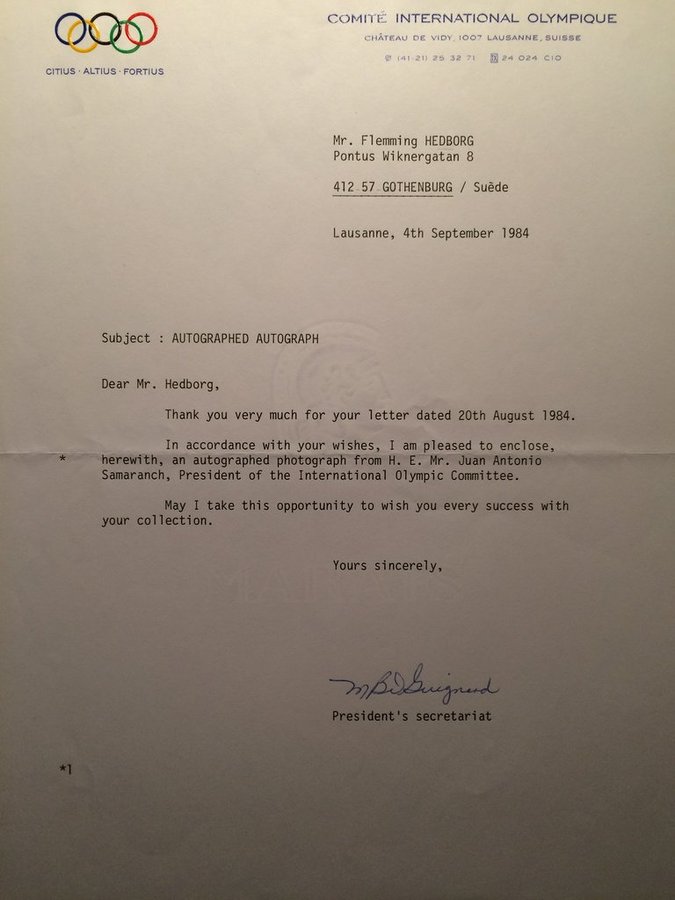 COMITÉ INTERNATIONAL OLYMPIQUE
CHÂTEAU DE VIDY, 1007 LAUSANNE, SUISSE
(41-21) 25 32 71 24 024 CIO
CITIUS · ALTIUS · FORTIUS
Mr. Flemming HEDBORG
Pontus Wiknergatan 8
412 57 GOTHENBURG / Suède
Lausanne, 4th September 1984
Subject : AUTOGRAPHED AUTOGRAPH
Dear Mr. Hedborg,
Thank you very much for your letter dated 20th August 1984.
In accordance with your wishes, I am pleased to enclose,
* herewith, an autographed photograph from H. E. Mr. Juan Antonio
Samaranch, President of the International Olympic Committee.
May I take this opportunity to wish you every success with
your collection.
Yours sincerely,
President's secretariat
*1